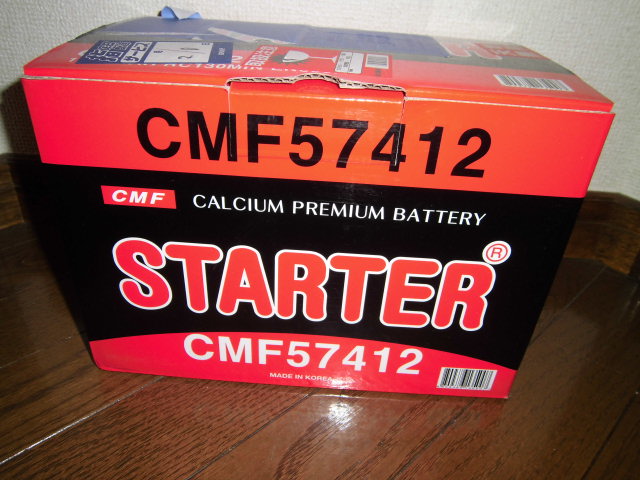 CMF57412
CMF CALCIUM PREMIUM BATTERY
STARTER®
CMF57412
MADE IN KOREA